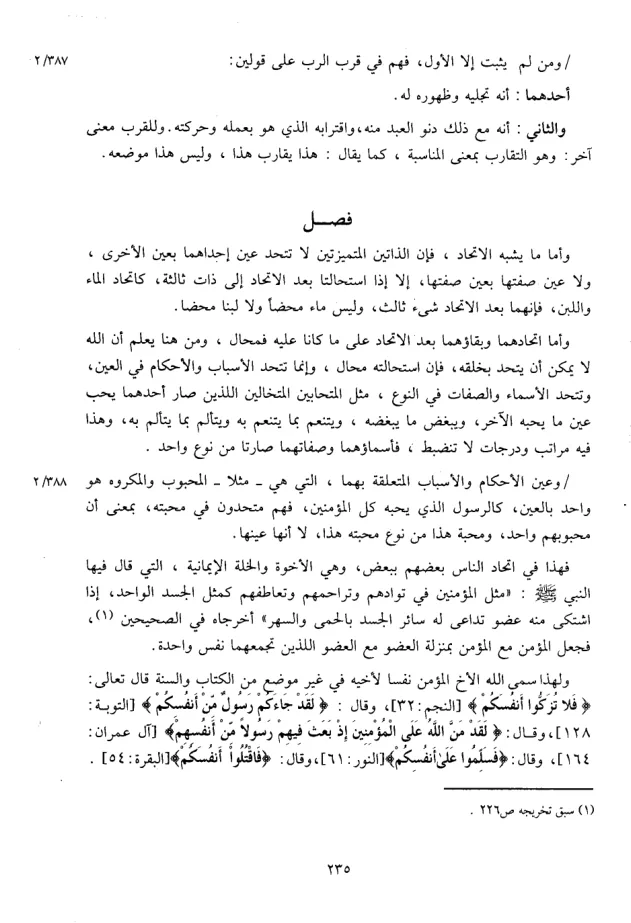 ٢/٣٨٧
/ ومن لم يثبت إلا الأول، فهم في قرب الرب على قولين:
أحدهما : أنه تجليه وظهوره له.
والثاني : أنه مع ذلك دنو العبد منه،واقترابه الذي هو بعمله وحركته.وللقرب معنى
آخر: وهو التقارب بمعنى المناسبة ، كما يقال : هذا يقارب هذا ، وليس هذا موضعه.
فصــل
وأما ما يشبه الاتحاد ، فإن الذاتين المتميزتين لا تتحد عين إحداهما بعين الأخرى ،
ولا عين صفتها بعين صفتها، إلا إذا استحالتا بعد الاتحاد إلى ذات ثالثة، كاتحاد الماء
واللبن، فإنهما بعد الاتحاد شىء ثالث، وليس ماء محضاً ولا لبنا محضا.
وأما اتحادهما وبقاؤهما بعد الاتحاد على ما كانا عليه فمحال ، ومن هنا يعلم أن الله
لا يمكن أن يتحد بخلقه، فإن استحالته محال ، وإنما تتحد الأسباب والأحكام في العين،
وتتحد الأسماء والصفات في النوع ، مثل المتحابين المتخالين اللذين صار أحدهما يحب
عين ما يحبه الآخر، ويبغض ما يبغضه ، ويتنعم بما يتنعم به ويتألم بما يتألم به، وهذا
فيه مراتب ودرجات لا تنضبط ، فأسماؤهما وصفاتهما صارتا من نوع واحد .
٢/٣٨٨
/ وعين الأحكام والأسباب المتعلقة بهما ، التي هي ـ مثلا ـ المحبوب والمكروه هو
واحد بالعين، كالرسول الذي يحبه كل المؤمنين، فهم متحدون في محبته، بمعنى أن
محبوبهم واحد، ومحبة هذا من نوع محبته هذا، لا أنها عينها.
فهذا في اتحاد الناس بعضهم ببعض، وهي الأخوة والخلة الإيمانية ، التي قال فيها
النبي ﷺ : «مثل المؤمنين في توادهم وتراحمهم وتعاطفهم كمثل الجسد الواحد، إذا
اشتكى منه عضو تداعى له سائر الجسد بالحمى والسهر» أخرجاه في الصحيحين (١)،
فجعل المؤمن مع المؤمن بمنزلة العضو مع العضو اللذين تجمعهما نفس واحدة.
ولهذا سمى الله الأخ المؤمن نفسا لأخيه في غير موضع من الكتاب والسنة قال تعالى:
﴿ فَلا تُزَكُّوا أَنفُسَكُمْ ﴾ [النجم:٣٢]، وقال : ﴿ لَقَدْ جَاءَكُمْ رَسُولٌ مِّنْ أَنفُسِكُمْ ﴾ [التوبة:
١٢٨]،وقـال:﴿ لَقَدْ مَنَّ اللَّهُ عَلَى الْمُؤْمِنِينَ إِذْ بَعَثَ فِيهِمْ رَسُولاً مِّنْ أَنفُسِهِمْ﴾ [آل عمران:
١٦٤]، وقال:﴿فَسَلِّمُوا عَلَىٰ أَنفُسِكُمْ﴾[النور:٦١]،وقال: ﴿فَاقْتُلُوا أَنفُسَكُمْ﴾[البقرة:٥٤] .
(١) سبق تخريجه ص٢٢٦ .
٢٣٥